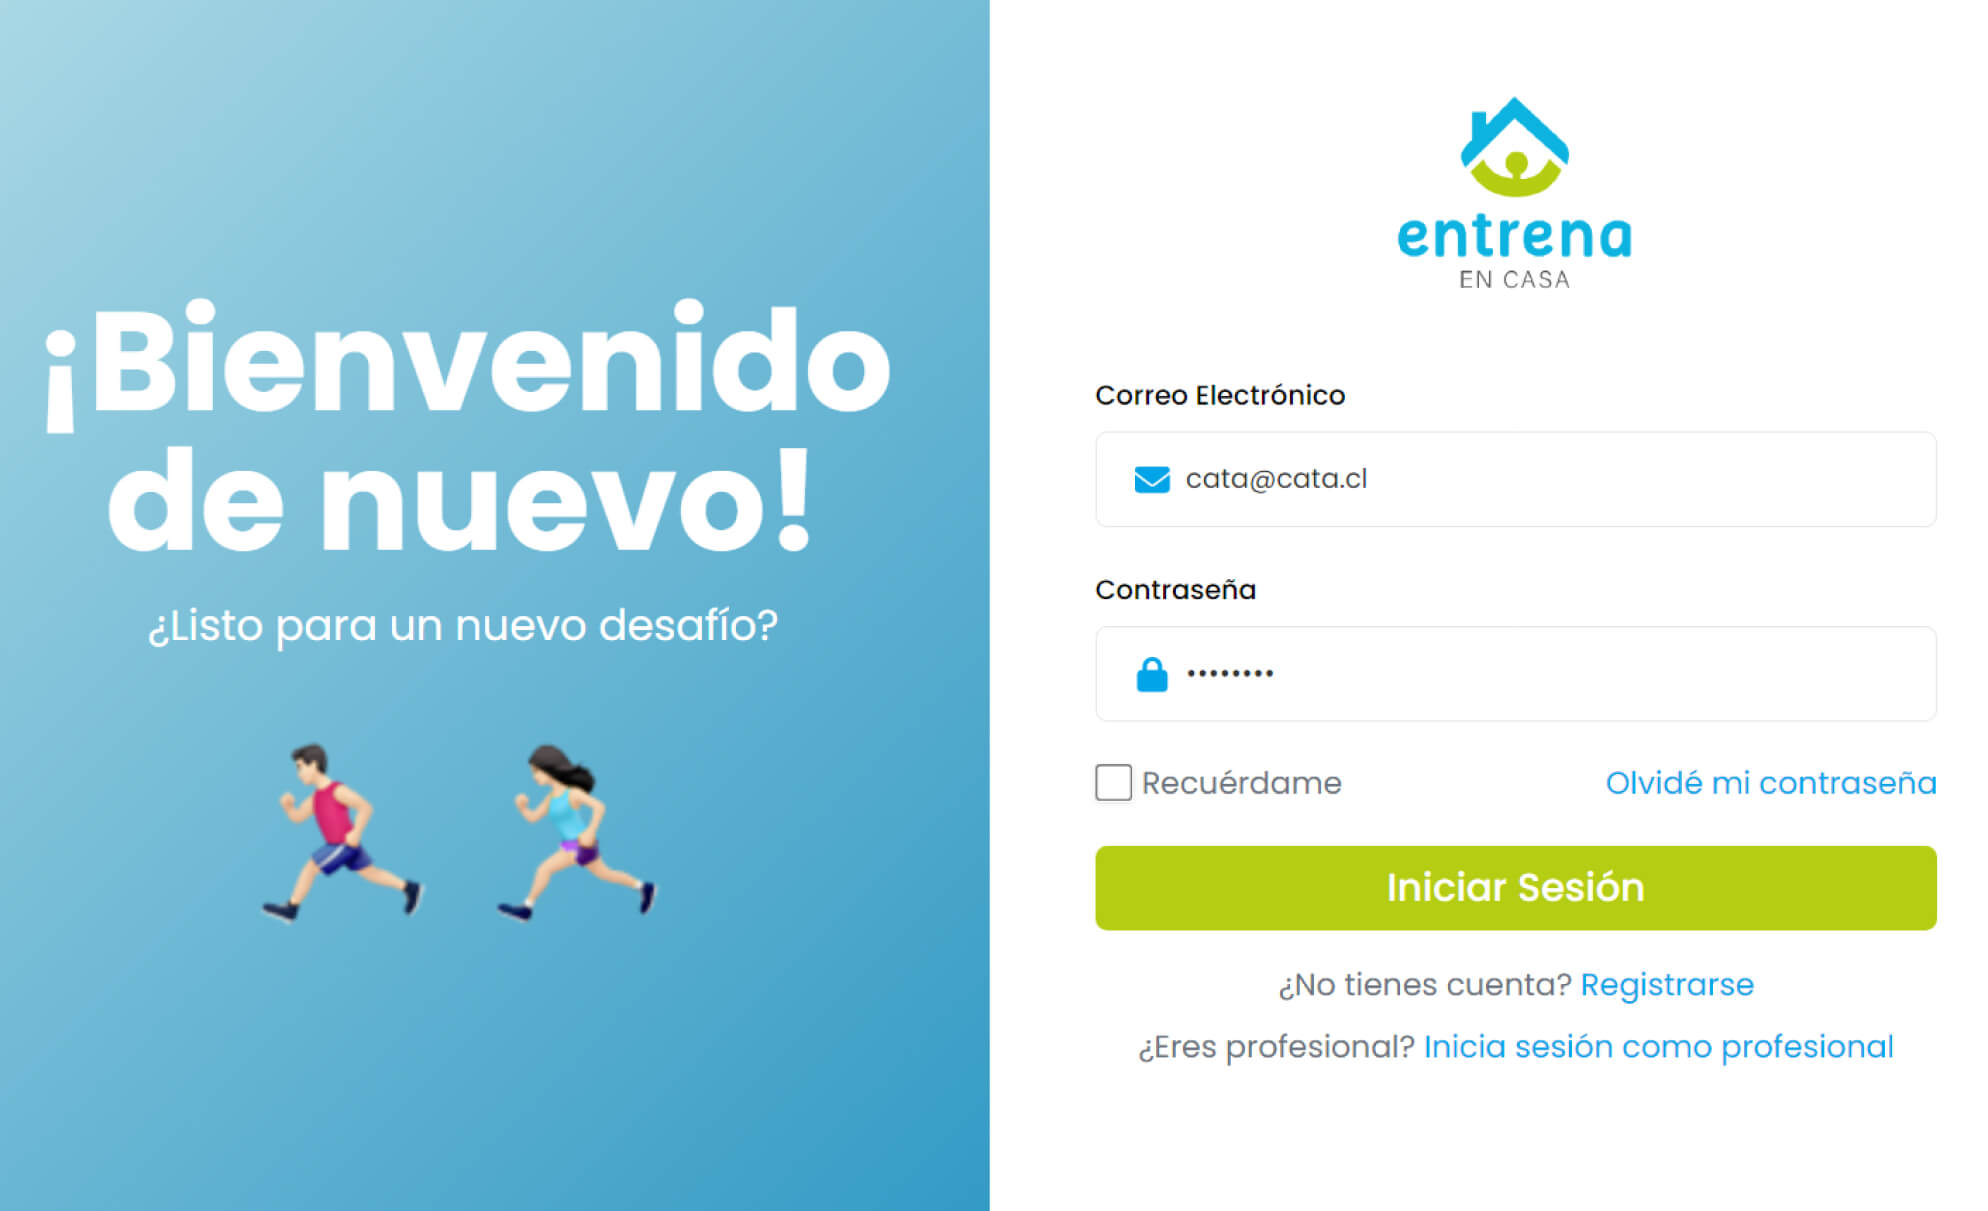 ¡Bienvenido
de nuevo!
¿Listo para un nuevo desafío?
entrena
EN CASA
Correo Electrónico
cata@cata.cl
Contraseña
••••••••
Recuérdame
Olvidé mi contraseña
Iniciar Sesión
¿No tienes cuenta? Registrarse
¿Eres profesional? Inicia sesión como profesional